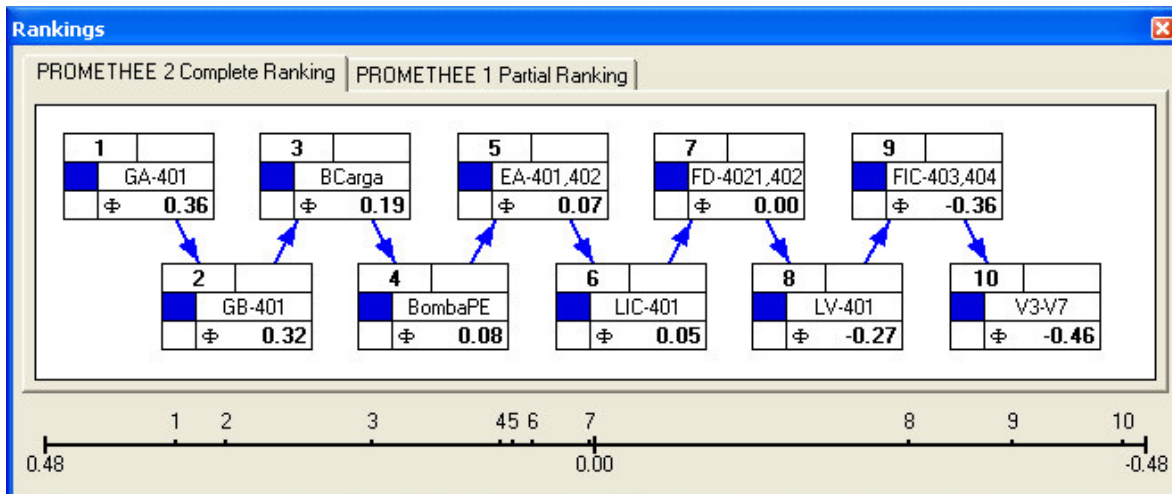 Rankings
PROMETHEE 2 Complete Ranking PROMETHEE 1 Partial Ranking
1 3 5 7 9
GA-401 BCarga EA-401,402 FD-4021,402 FIC-403,404
Φ 0.36 Φ 0.19 Φ 0.07 Φ 0.00 Φ -0.36
2 4 6 8 10
GB-401 BombaPE LIC-401 LV-401 V3-V7
Φ 0.32 Φ 0.08 Φ 0.05 Φ -0.27 Φ -0.46
1 2 3 4 5 6 7 8 9 10
0.48 0.00 -0.48